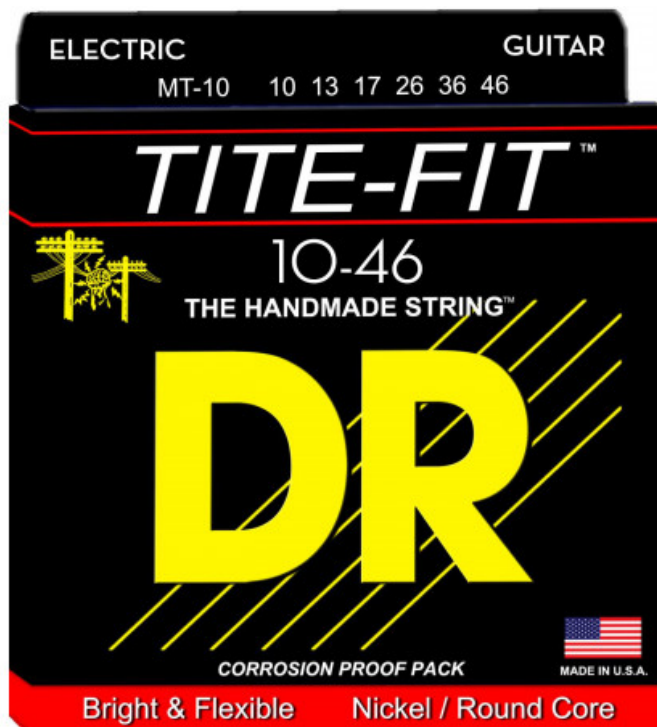 ELECTRIC GUITAR
MT-10 10 13 17 26 36 46
TITE-FIT™
10-46
THE HANDMADE STRING™
DR
CORROSION PROOF PACK
MADE IN U.S.A.
Bright & Flexible Nickel / Round Core